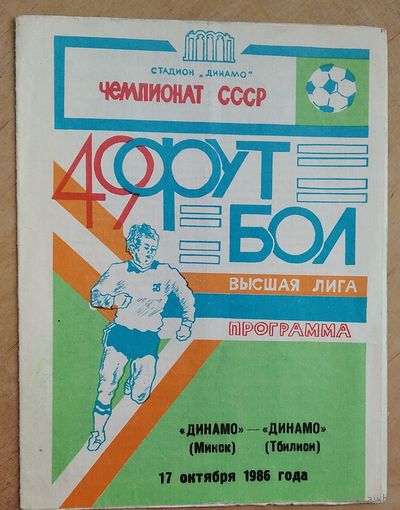 СТАДИОН „ДИНАМО"
ЧЕМПИОНАТ СССР
49 ФУТ
БОЛ
ВЫСШАЯ ЛИГА
ПРОГРАММА
«ДИНАМО» — «ДИНАМО»
(Минск) (Тбилиси)
17 октября 1986 года